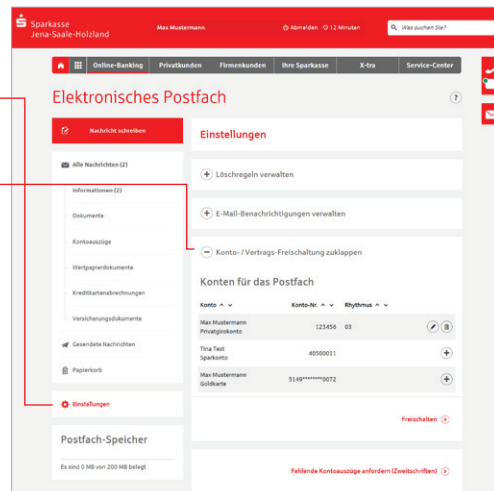 Sparkasse
Jena-Saale-Holzland
Max Mustermann
Abmelden
12 Minuten
Was suchen Sie?
Online-Banking
Privatkunden
Firmenkunden
Ihre Sparkasse
X-tra
Service-Center
Elektronisches Postfach
?
Nachricht schreiben
Alle Nachrichten (2)
Informationen (2)
Dokumente
Kontoauszüge
Wertpapierdokumente
Kreditkartenabrechnungen
Versicherungsdokumente
Gesendete Nachrichten
Papierkorb
Einstellungen
Postfach-Speicher
Es sind 0 MB von 200 MB belegt
Einstellungen
Löschregeln verwalten
E-Mail-Benachrichtigungen verwalten
Konto- / Vertrags-Freischaltung zuklappen
Konten für das Postfach
Konto Konto-Nr. Rhythmus
Max Mustermann
Privatgirokonto 123456 03
Tina Test
Sparkonto 40500011
Max Mustermann
Goldkarte 5149********0072
Freischalten
Fehlende Kontoauszüge anfordern (Zweitschriften)